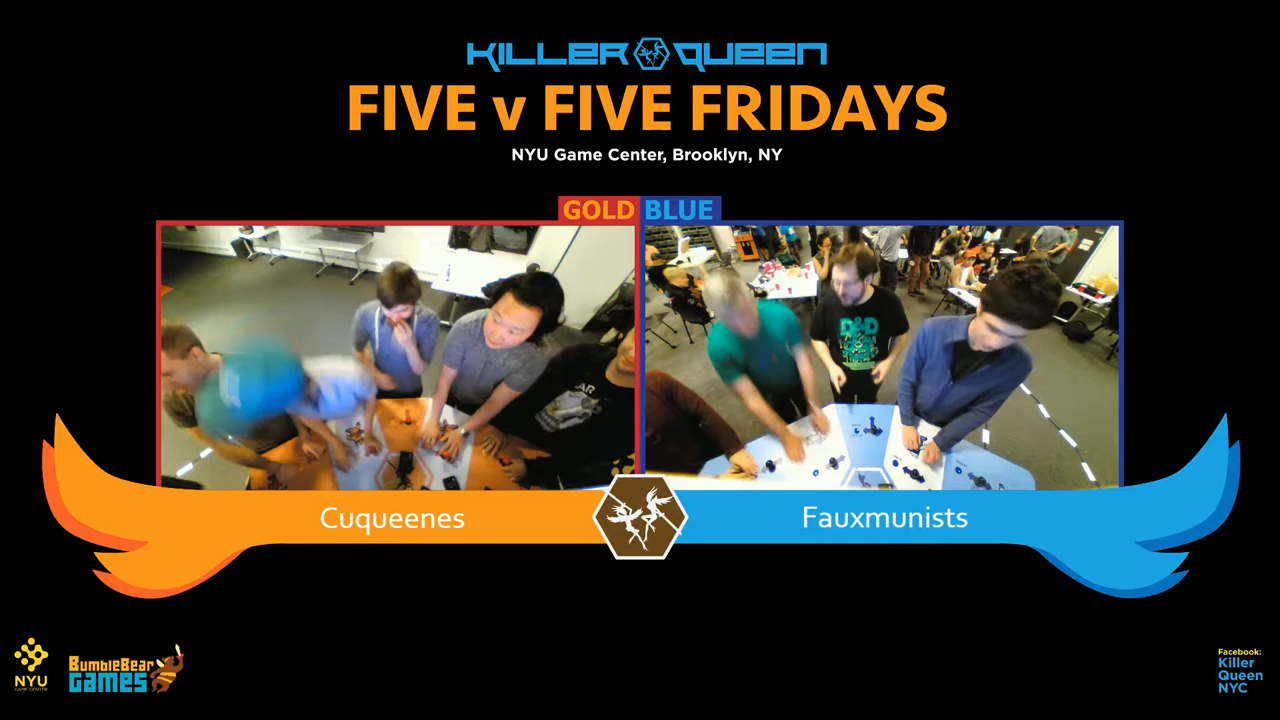 KILLER QUEEN
FIVE v FIVE FRIDAYS
NYU Game Center, Brooklyn, NY
GOLD BLUE
AR
D&D
Cuqueenes
Fauxmunists
NYU
GAME CENTER
BUMBLEBEAR
GAMES
Facebook:
Killer
Queen
NYC